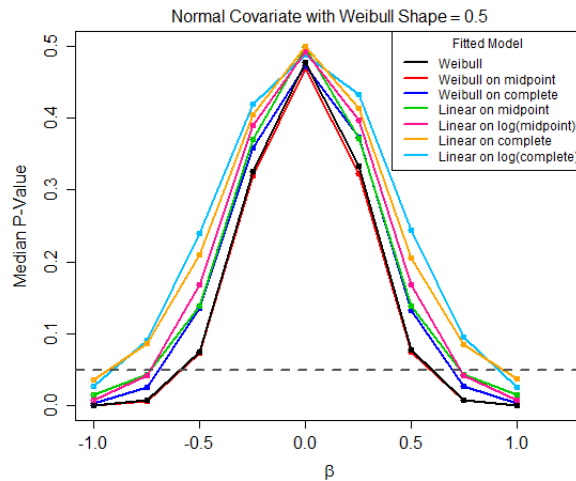 Normal Covariate with Weibull Shape = 0.5
Median P-Value
0.5
0.4
0.3
0.2
0.1
0.0
-1.0
-0.5
0.0
0.5
1.0
β
Fitted Model
Weibull
Weibull on midpoint
Weibull on complete
Linear on midpoint
Linear on log(midpoint)
Linear on complete
Linear on log(complete)